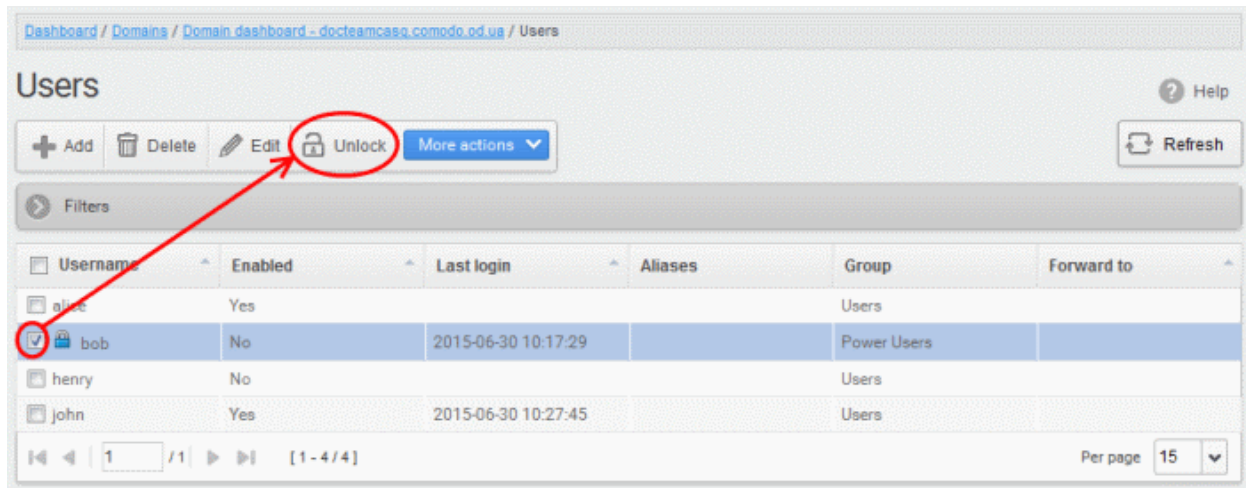 Dashboard / Domains / Domain dashboard - docteamcasg.comodo.od.ua / Users
Users
Help
Add Delete Edit Unlock More actions
Refresh
Filters
Username Enabled Last login Aliases Group Forward to
alice Yes Users
bob No 2015-06-30 10:17:29 Power Users
henry No Users
john Yes 2015-06-30 10:27:45 Users
1 / 1 [ 1 - 4 / 4 ] Per page 15